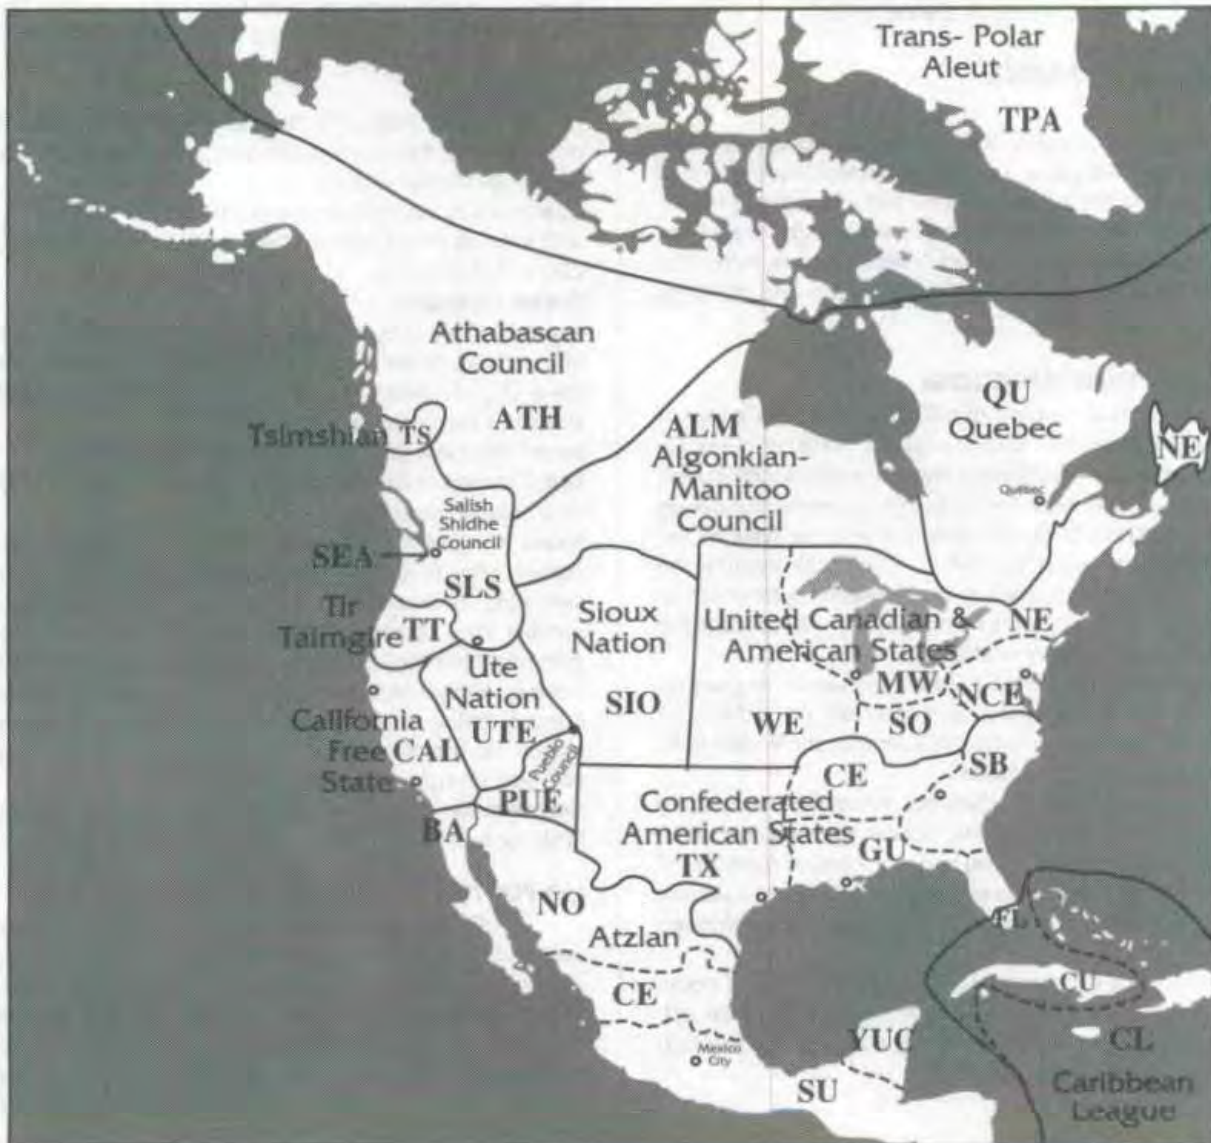 Trans- Polar
Aleut
TPA
Athabascan
Council
ATH
QU
Quebec
ALM
Algonkian-
Manitoo
Council
NE
Tsimshian
TS
Québec
Salish
Shidhe
Council
SEA
SLS
Tir
Tairngire
TT
Sioux
Nation
SIO
United Canadian &
American States
NE
Ute
Nation
UTE
MW
NCE
WE
SO
California
Free
State
CAL
Pueblo
Council
PUE
CE
SB
Confederated
American States
BA
TX
GU
NO
Atzlan
FL
CE
CU
Mexico
City
YUC
CL
SU
Caribbean
League